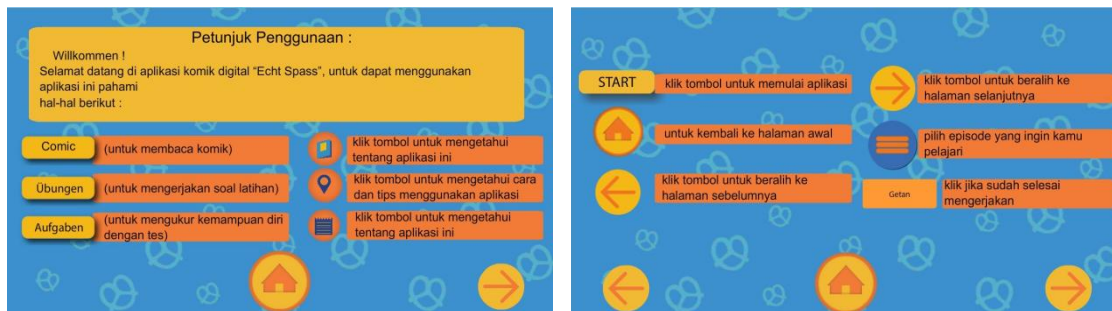 Petunjuk Penggunaan :
Willkommen !
Selamat datang di aplikasi komik digital “Echt Spass”, untuk dapat menggunakan
aplikasi ini pahami
hal-hal berikut :
Comic
(untuk membaca komik)
Übungen
(untuk mengerjakan soal latihan)
Aufgaben
(untuk mengukur kemampuan diri
dengan tes)
klik tombol untuk mengetahui
tentang aplikasi ini
klik tombol untuk mengetahui cara
dan tips menggunakan aplikasi
klik tombol untuk mengetahui
tentang aplikasi ini
START
klik tombol untuk memulai aplikasi
untuk kembali ke halaman awal
klik tombol untuk beralih ke
halaman sebelumnya
klik tombol untuk beralih ke
halaman selanjutnya
pilih episode yang ingin kamu
pelajari
Getan
klik jika sudah selesai
mengerjakan